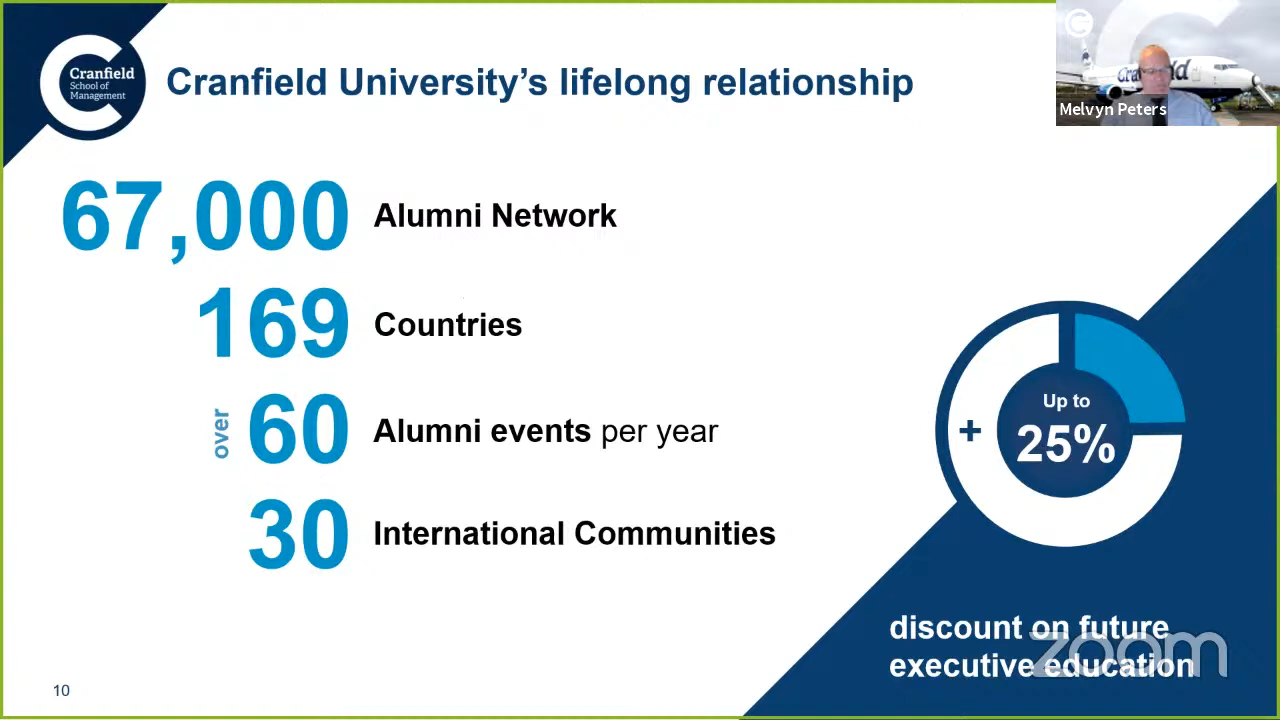 Cranfield
School of
Management
Cranfield University’s lifelong relationship
Melvyn Peters
67,000 Alumni Network
169 Countries
over 60 Alumni events per year
30 International Communities
+
Up to
25%
discount on future
executive education
zoom
10